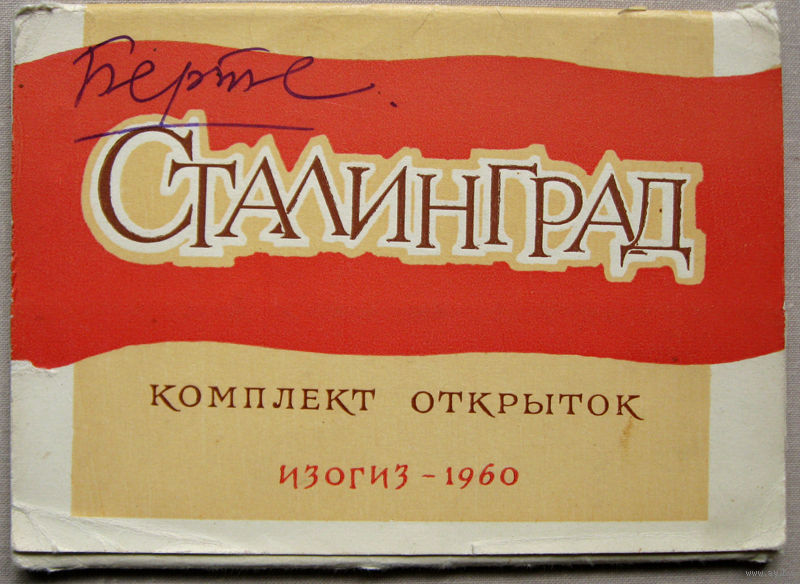 Берте.
Сталинград
комплект открыток
изогиз - 1960